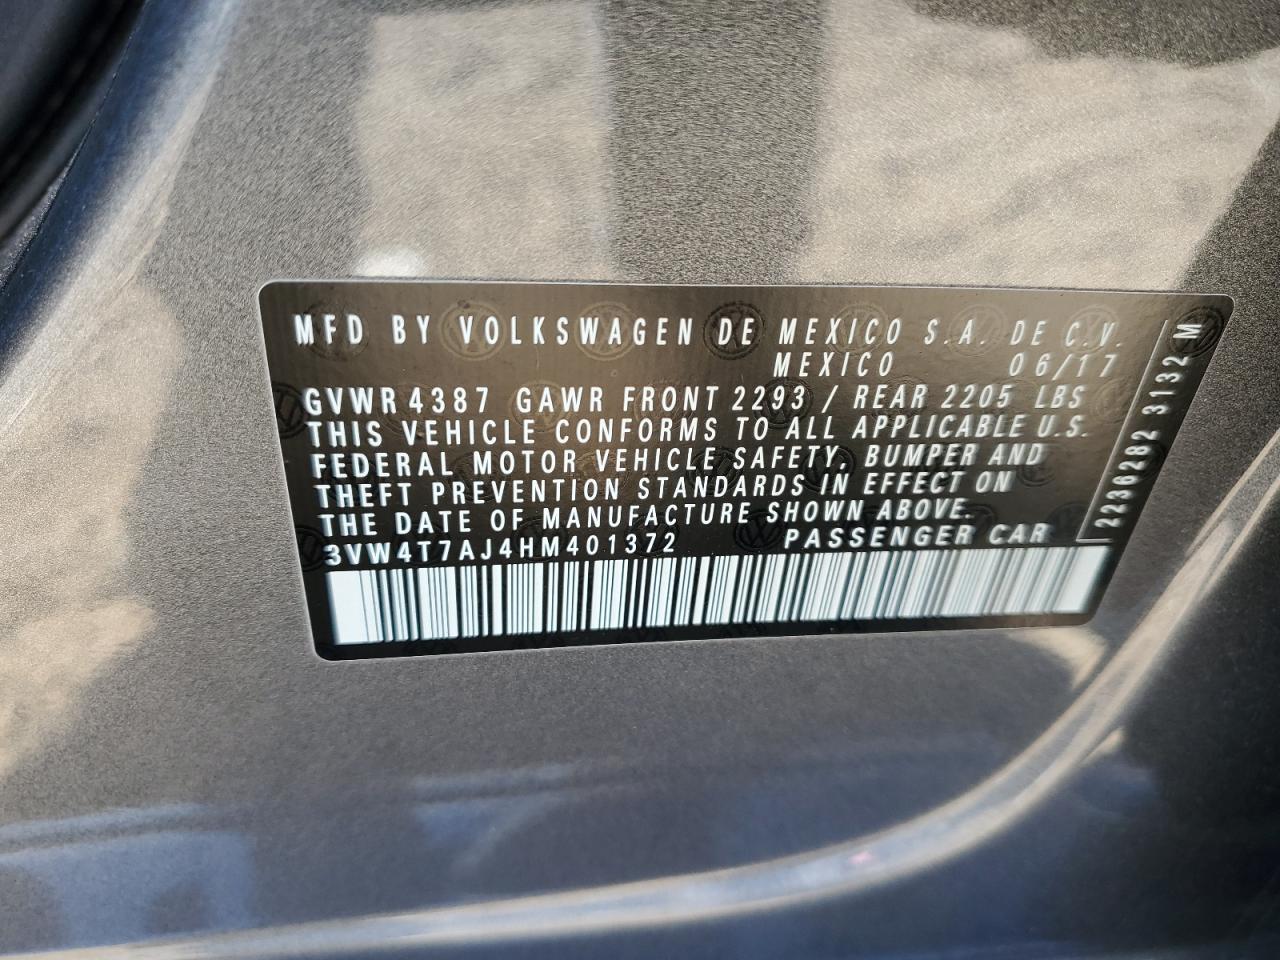 MFD BY VOLKSWAGEN DE MEXICO S.A. DE C.V.
MEXICO 06/17
GVWR 4387 GAWR FRONT 2293 / REAR 2205 LBS
THIS VEHICLE CONFORMS TO ALL APPLICABLE U.S.
FEDERAL MOTOR VEHICLE SAFETY, BUMPER AND
THEFT PREVENTION STANDARDS IN EFFECT ON
THE DATE OF MANUFACTURE SHOWN ABOVE.
3VW4T7AJ4HM401372 PASSENGER CAR
2236282 3132 M